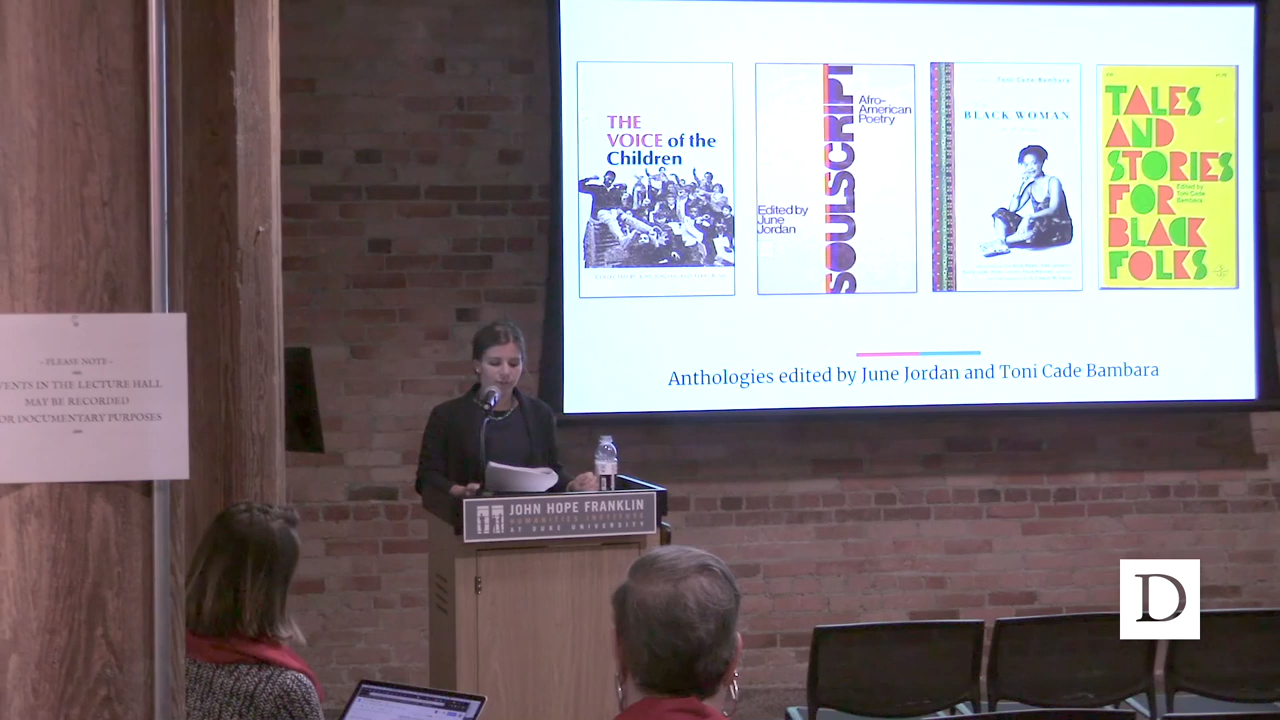 THE
VOICE of the
Children
SOULSCRIPT
Afro-
American
Poetry
Edited by
June
Jordan
Toni Cade Bambara
BLACK WOMAN
TALES
AND
STORIES
FOR
BLACK
FOLKS
Edited by
Toni Cade
Bambara
Anthologies edited by June Jordan and Toni Cade Bambara
- PLEASE NOTE -
EVENTS IN THE LECTURE HALL
MAY BE RECORDED
FOR DOCUMENTARY PURPOSES
JOHN HOPE FRANKLIN
HUMANITIES INSTITUTE
AT DUKE UNIVERSITY
D